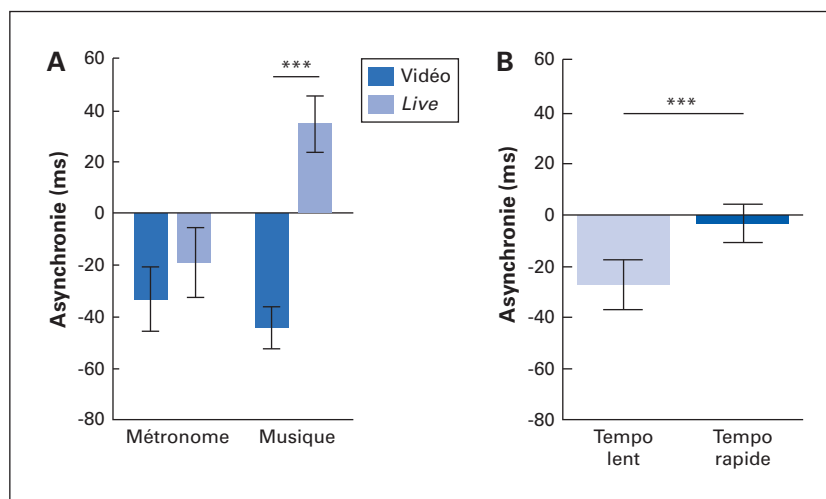 A
60
40
20
0
-20
-40
-60
-80
Asynchronie (ms)
***
Métronome
Musique
Vidéo
Live
B
60
40
20
0
-20
-40
-60
-80
Asynchronie (ms)
***
Tempo
lent
Tempo
rapide